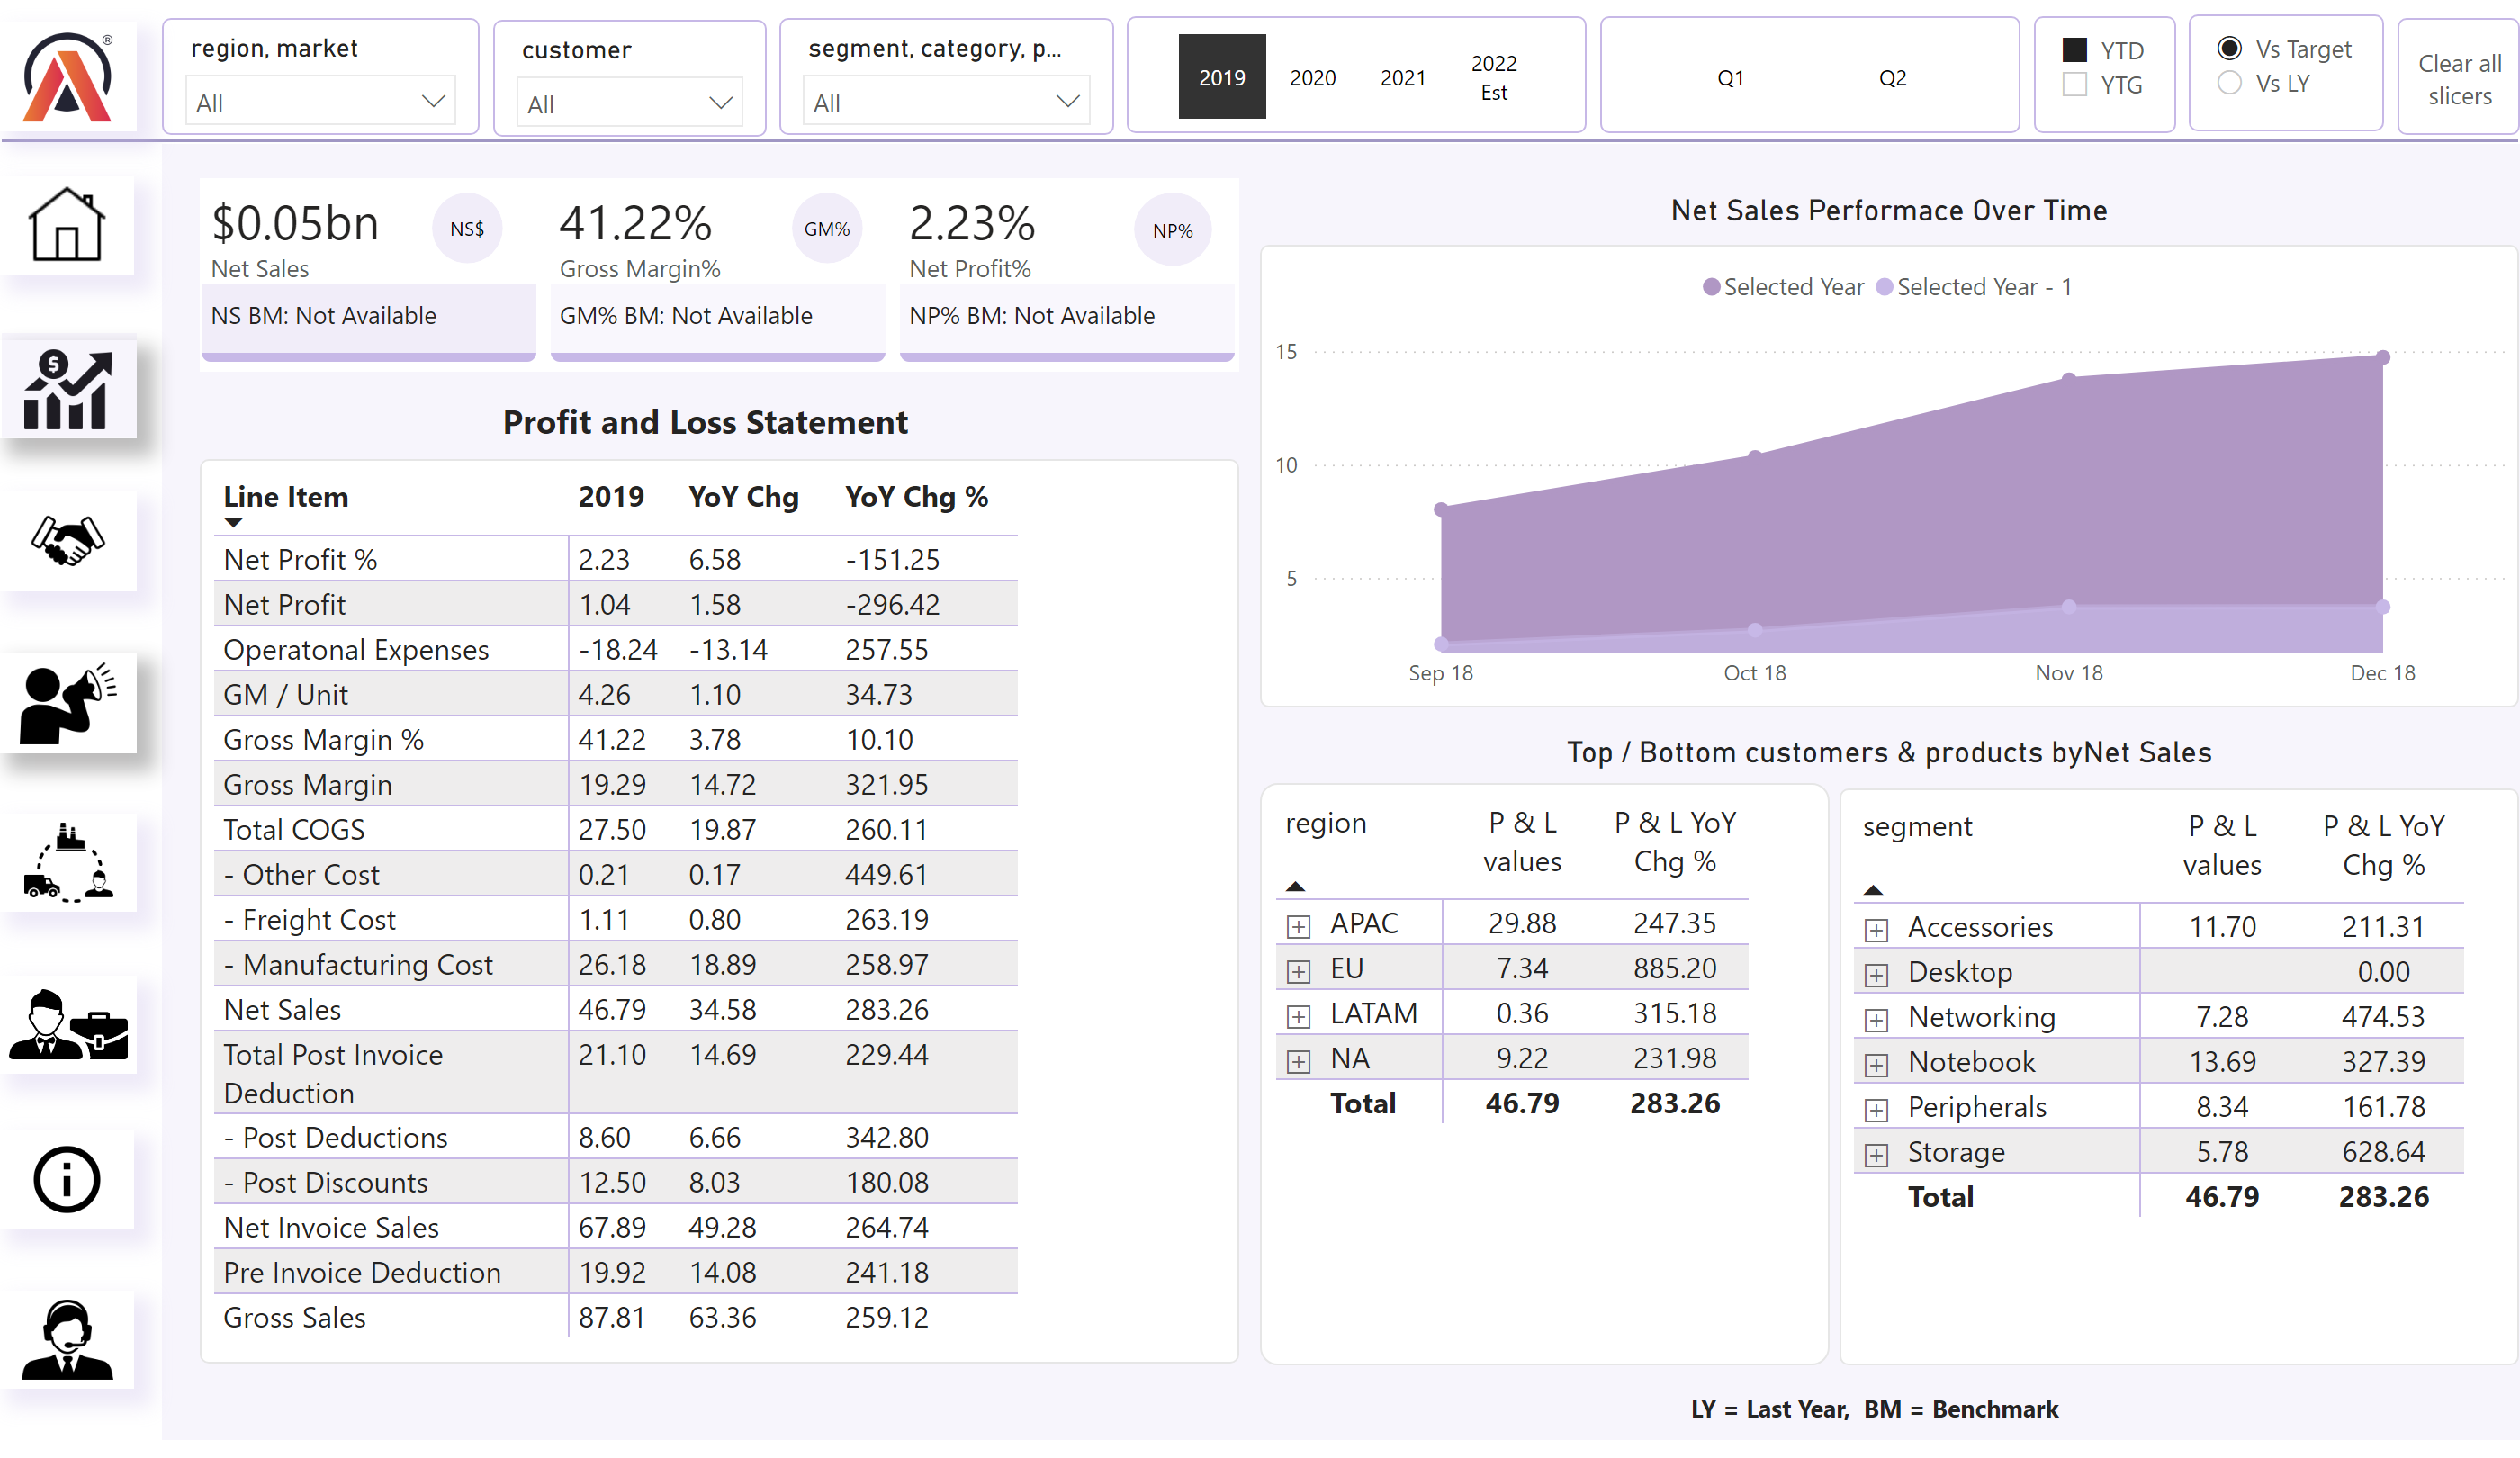 ®
region, market
All
customer
All
segment, category, p...
All
2019
2020
2021
2022
Est
Q1
Q2
YTD
YTG
Vs Target
Vs LY
Clear all
slicers
$0.05bn
NS$
Net Sales
NS BM: Not Available
41.22%
GM%
Gross Margin%
GM% BM: Not Available
2.23%
NP%
Net Profit%
NP% BM: Not Available
Profit and Loss Statement
Line Item 2019 YoY Chg YoY Chg %
Net Profit % 2.23 6.58 -151.25
Net Profit 1.04 1.58 -296.42
Operatonal Expenses -18.24 -13.14 257.55
GM / Unit 4.26 1.10 34.73
Gross Margin % 41.22 3.78 10.10
Gross Margin 19.29 14.72 321.95
Total COGS 27.50 19.87 260.11
- Other Cost 0.21 0.17 449.61
- Freight Cost 1.11 0.80 263.19
- Manufacturing Cost 26.18 18.89 258.97
Net Sales 46.79 34.58 283.26
Total Post Invoice 21.10 14.69 229.44
Deduction
- Post Deductions 8.60 6.66 342.80
- Post Discounts 12.50 8.03 180.08
Net Invoice Sales 67.89 49.28 264.74
Pre Invoice Deduction 19.92 14.08 241.18
Gross Sales 87.81 63.36 259.12
Net Sales Performace Over Time
Selected Year Selected Year - 1
15
10
5
Sep 18 Oct 18 Nov 18 Dec 18
Top / Bottom customers & products byNet Sales
region P & L P & L YoY
values Chg %
APAC 29.88 247.35
EU 7.34 885.20
LATAM 0.36 315.18
NA 9.22 231.98
Total 46.79 283.26
segment P & L P & L YoY
values Chg %
Accessories 11.70 211.31
Desktop 0.00
Networking 7.28 474.53
Notebook 13.69 327.39
Peripherals 8.34 161.78
Storage 5.78 628.64
Total 46.79 283.26
LY = Last Year, BM = Benchmark